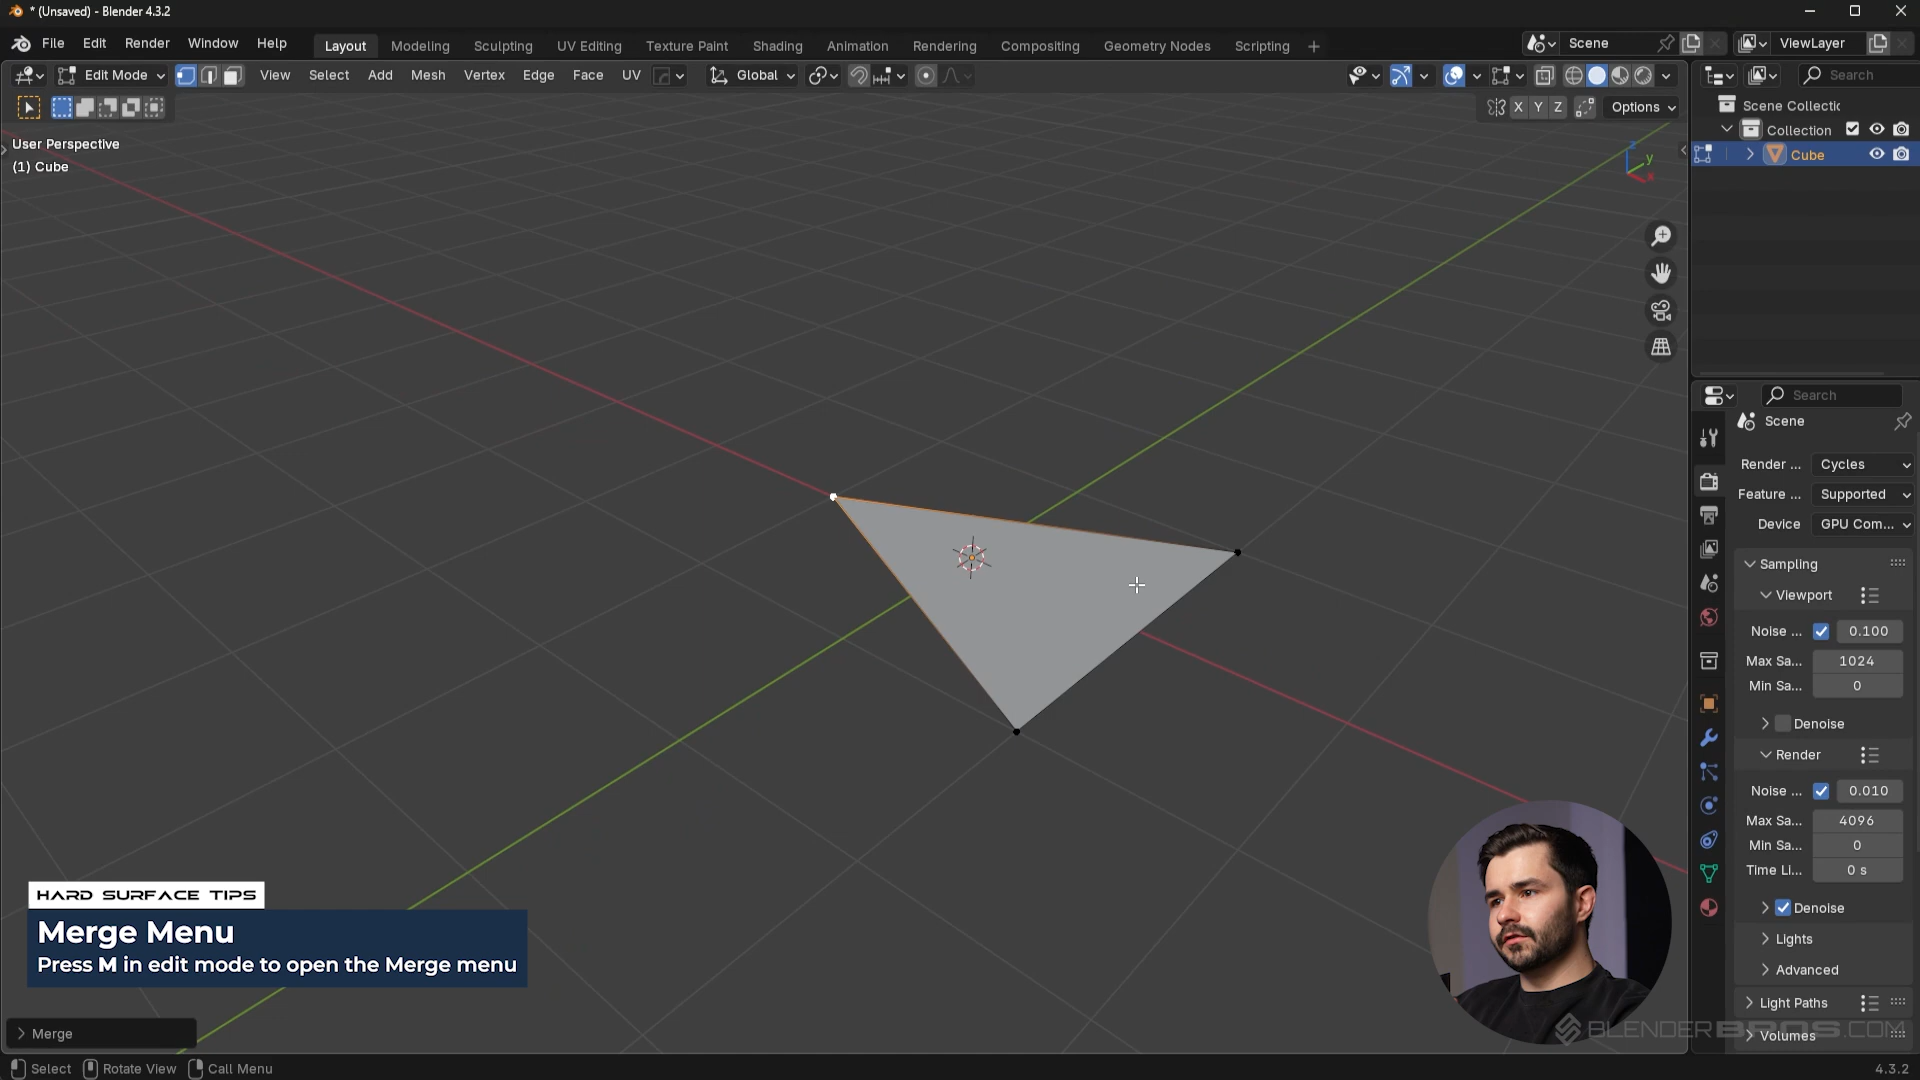 * (Unsaved) - Blender 4.3.2
File Edit Render Window Help Layout Modeling Sculpting UV Editing Texture Paint Shading Animation Rendering Compositing Geometry Nodes Scripting + Scene ViewLayer
Edit Mode View Select Add Mesh Vertex Edge Face UV Global Search
X Y Z Options
Scene Collectic
User Perspective
Collection
(1) Cube
Cube
z
y
x
Search
Scene
Render ... Cycles
Feature ... Supported
Device GPU Com...
Sampling
Viewport
Noise ... 0.100
Max Sa... 1024
Min Sa... 0
Denoise
Render
Noise ... 0.010
Max Sa... 4096
Min Sa... 0
Time Li... 0 s
Denoise
Lights
Advanced
Light Paths
Volumes
HARD SURFACE TIPS
Merge Menu
Press M in edit mode to open the Merge menu
BLENDERBROS.COM
Merge
Select Rotate View Call Menu 4.3.2